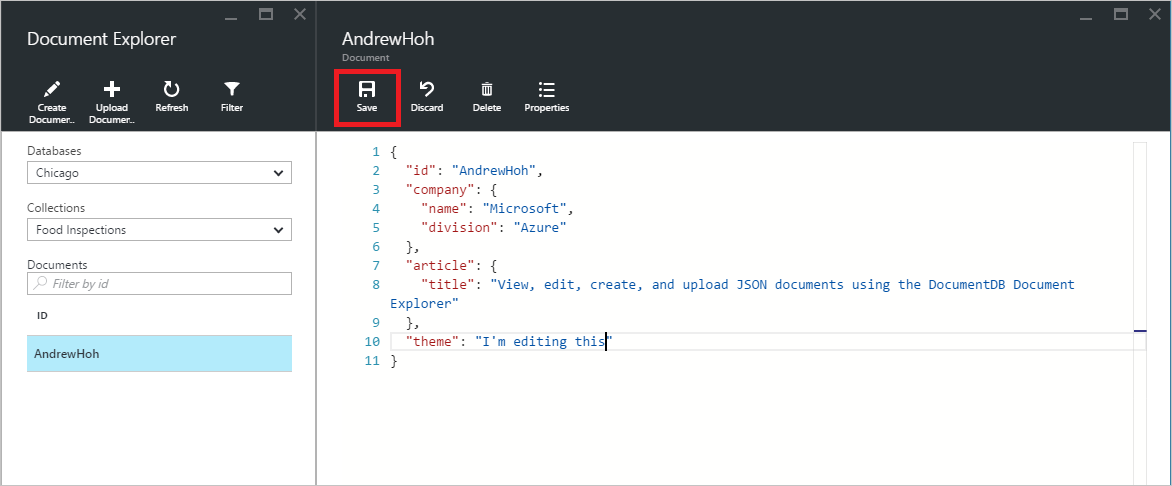 Document Explorer
Create
Documer..
Upload
Documer..
Refresh
Filter
Databases
Chicago
Collections
Food Inspections
Documents
Filter by id
ID
AndrewHoh
AndrewHoh
Document
Save
Discard
Delete
Properties
1 {
2 "id": "AndrewHoh",
3 "company": {
4 "name": "Microsoft",
5 "division": "Azure"
6 },
7 "article": {
8 "title": "View, edit, create, and upload JSON documents using the DocumentDB Document
Explorer"
9 },
10 "theme": "I'm editing this"
11 }